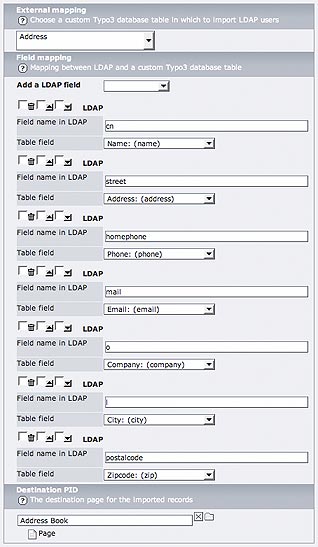 External mapping
? Choose a custom Typo3 database table in which to import LDAP users
Address
Field mapping
? Mapping between LDAP and a custom Typo3 database table
Add a LDAP field
LDAP
Field name in LDAP cn
Table field Name: (name)
LDAP
Field name in LDAP street
Table field Address: (address)
LDAP
Field name in LDAP homephone
Table field Phone: (phone)
LDAP
Field name in LDAP mail
Table field Email: (email)
LDAP
Field name in LDAP o
Table field Company: (company)
LDAP
Field name in LDAP l
Table field City: (city)
LDAP
Field name in LDAP postalcode
Table field Zipcode: (zip)
Destination PID
? The destination page for the imported records
Address Book
Page